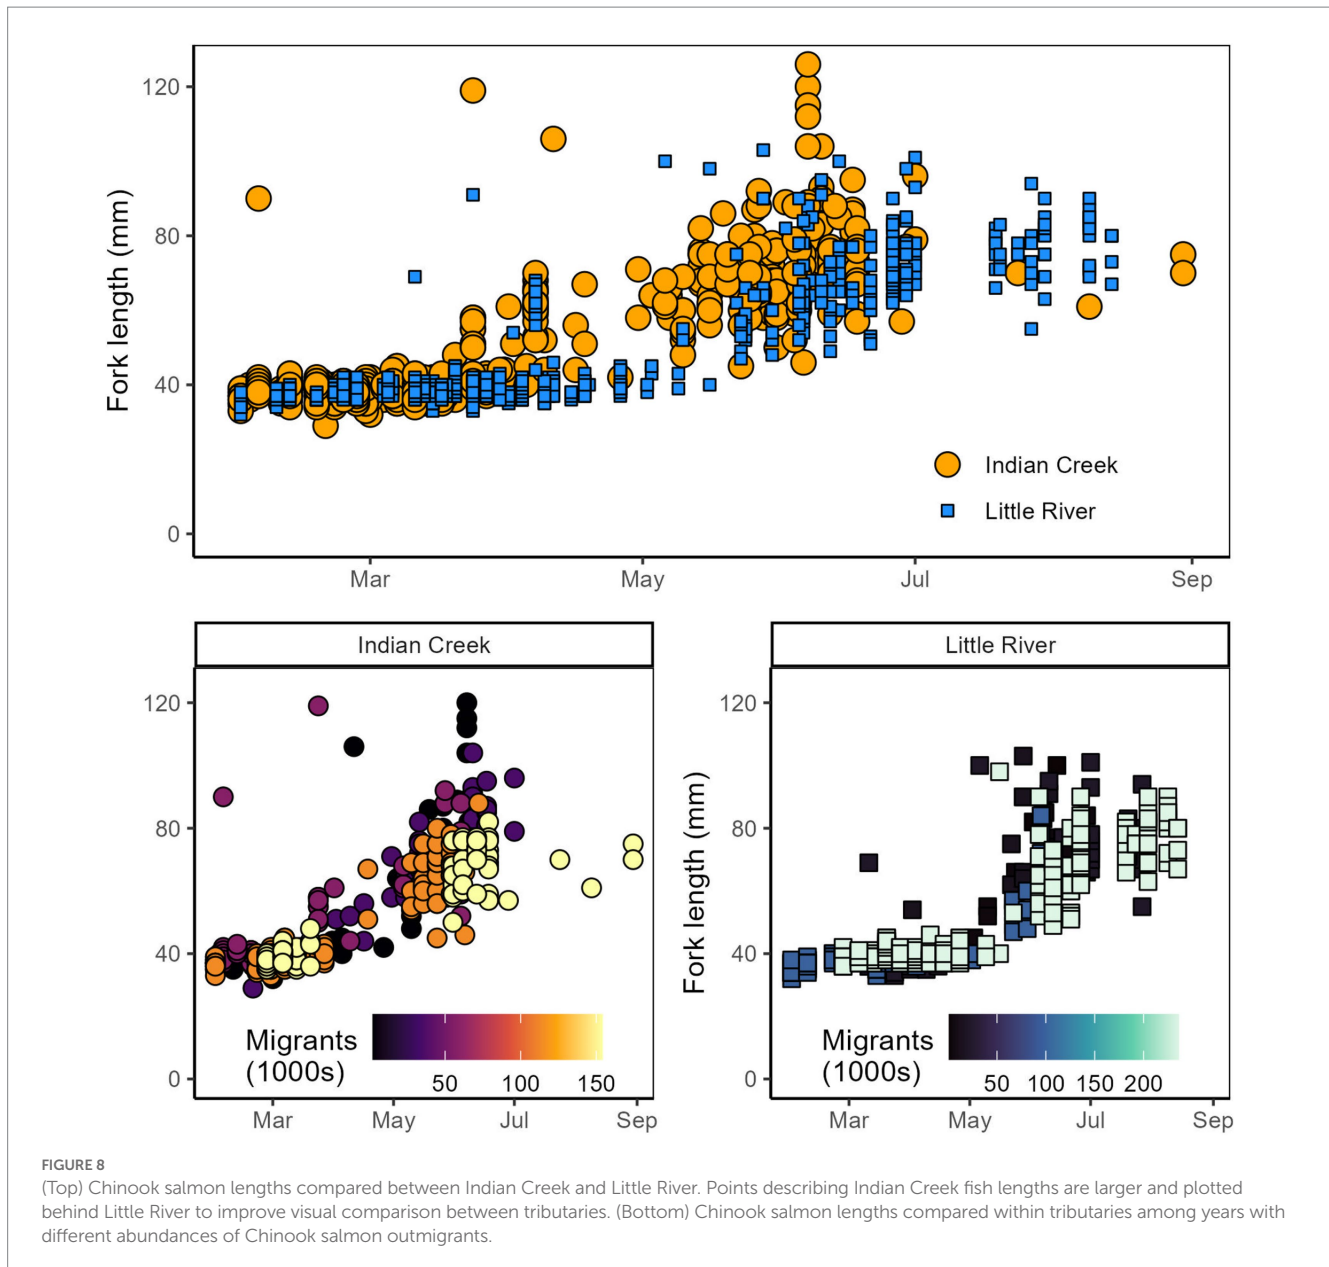 120
80
40
0
Fork length (mm)
Indian Creek
Little River
Mar
May
Jul
Sep
Indian Creek
120
80
40
0
Migrants
(1000s)
50
100
150
Mar
May
Jul
Sep
Little River
Fork length (mm)
120
80
40
0
Migrants
(1000s)
50
100
150
200
Mar
May
Jul
Sep
FIGURE 8
(Top) Chinook salmon lengths compared between Indian Creek and Little River. Points describing Indian Creek fish lengths are larger and plotted
behind Little River to improve visual comparison between tributaries. (Bottom) Chinook salmon lengths compared within tributaries among years with
different abundances of Chinook salmon outmigrants.